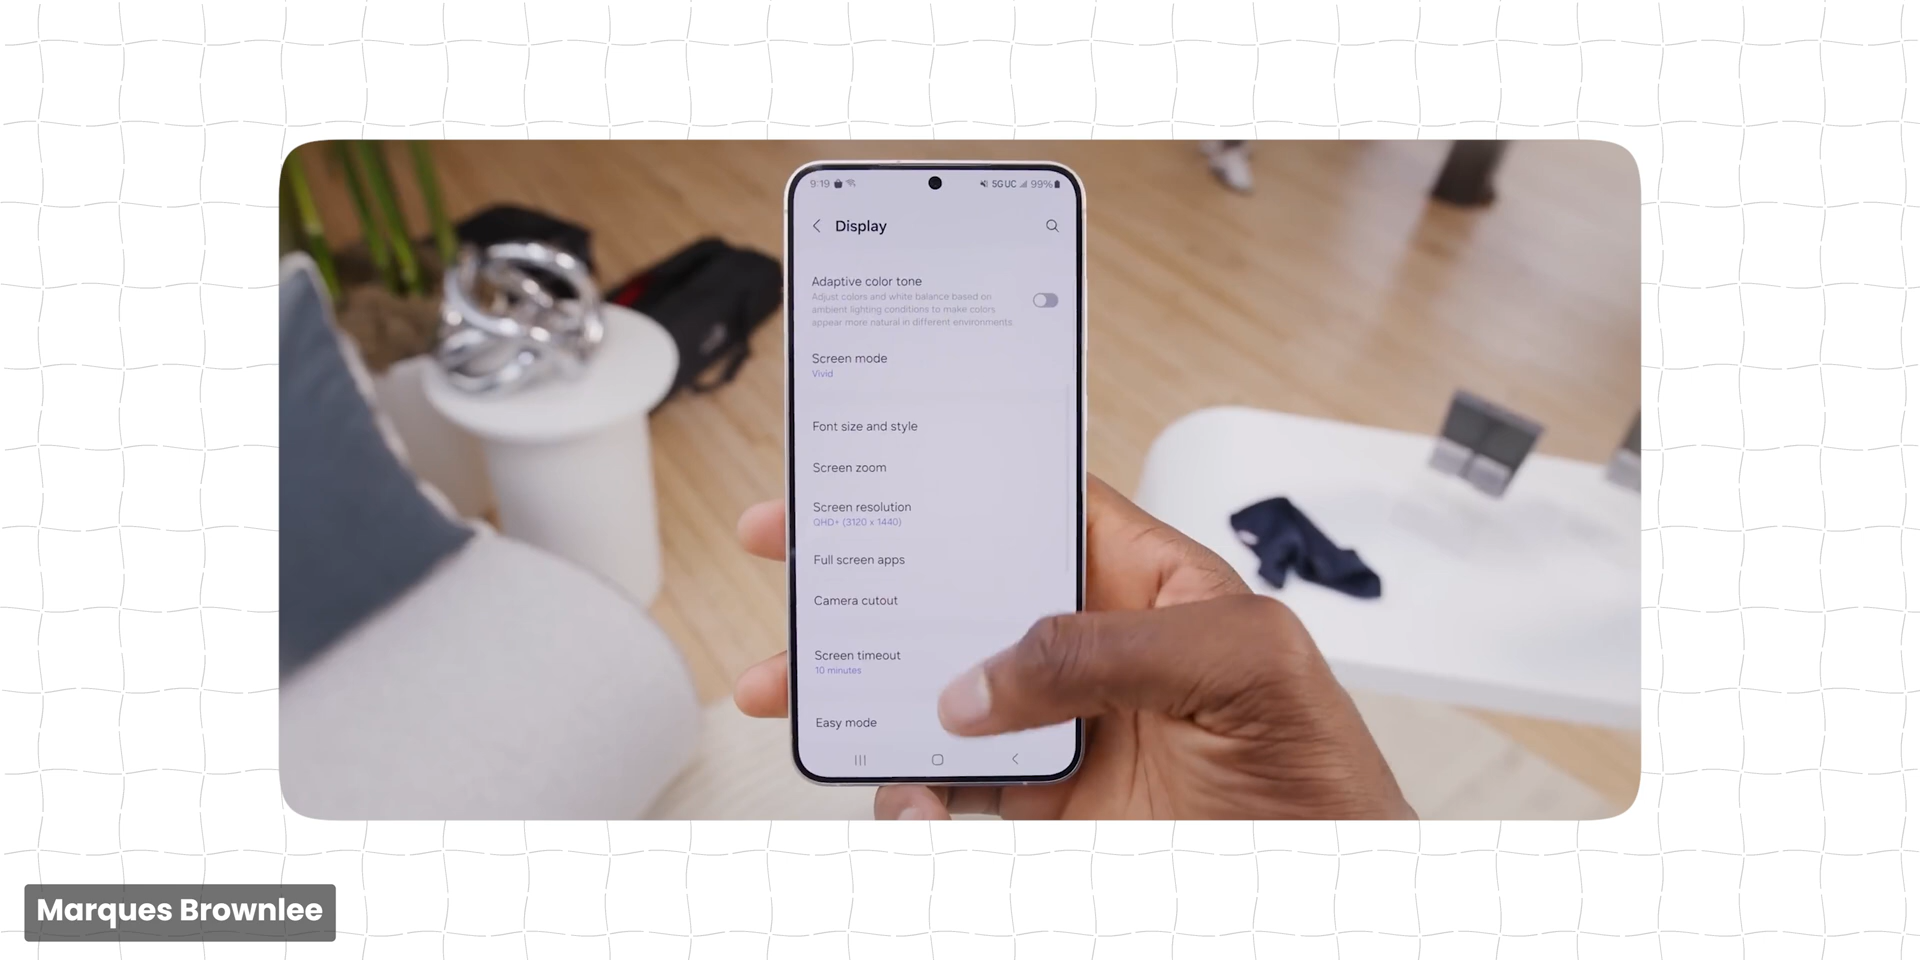 9:19
5GUC 99%
Display
Adaptive color tone
Adjust colors and white balance based on
ambient lighting conditions to make colors
appear more natural in different environments
Screen mode
Vivid
Font size and style
Screen zoom
Screen resolution
QHD+ (3120 x 1440)
Full screen apps
Camera cutout
Screen timeout
10 minutes
Easy mode
Marques Brownlee